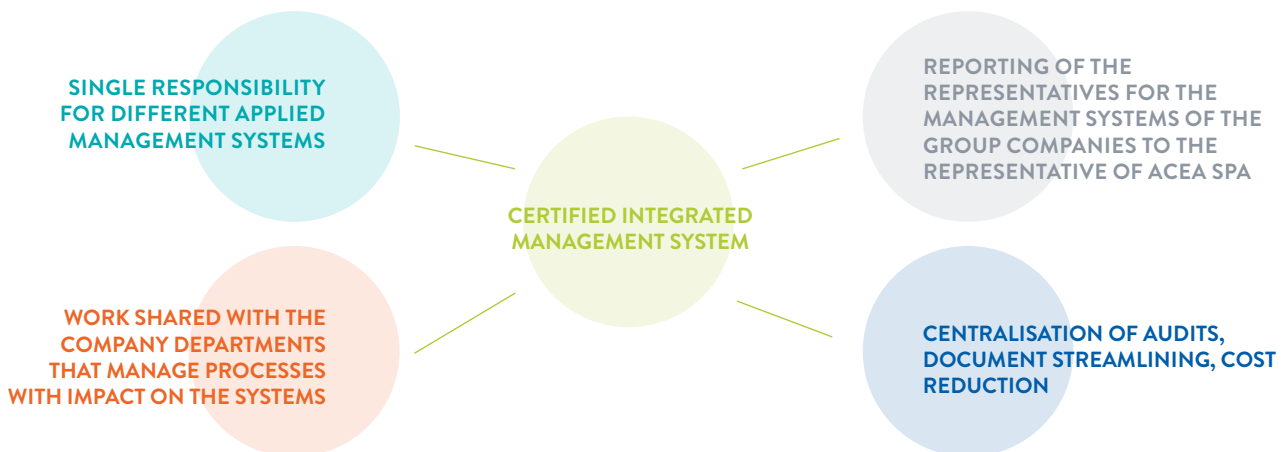 SINGLE RESPONSIBILITY
FOR DIFFERENT APPLIED
MANAGEMENT SYSTEMS
REPORTING OF THE
REPRESENTATIVES FOR THE
MANAGEMENT SYSTEMS OF THE
GROUP COMPANIES TO THE
REPRESENTATIVE OF ACEA SPA
CERTIFIED INTEGRATED
MANAGEMENT SYSTEM
WORK SHARED WITH THE
COMPANY DEPARTMENTS
THAT MANAGE PROCESSES
WITH IMPACT ON THE SYSTEMS
CENTRALISATION OF AUDITS,
DOCUMENT STREAMLINING, COST
REDUCTION